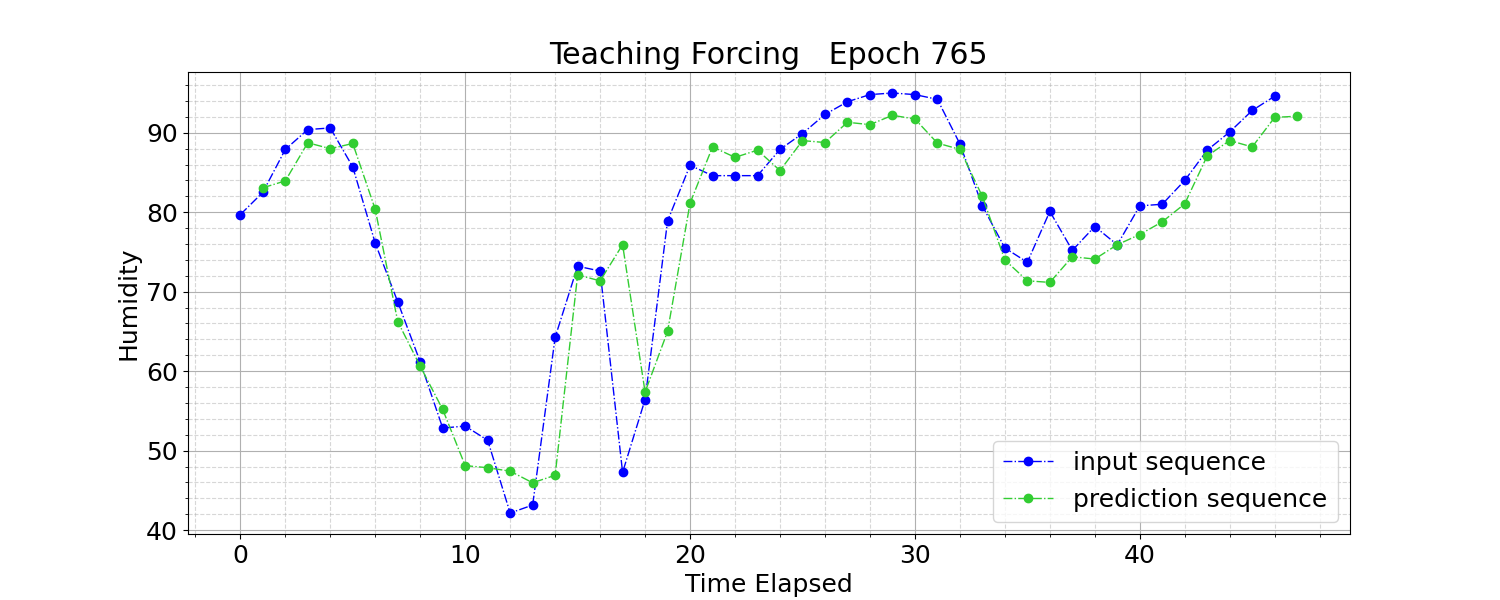 Teaching Forcing   Epoch 765
90
80
70
60
50
40
Humidity
0 10 20 30 40
Time Elapsed
input sequence
prediction sequence